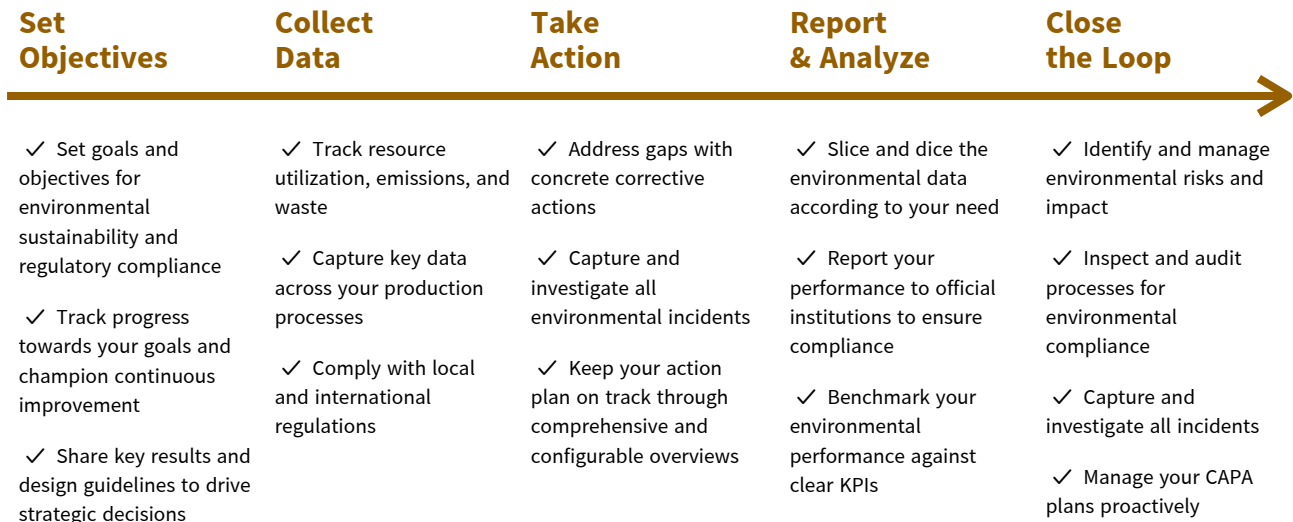 Set
Objectives
✓ Set goals and
objectives for
environmental
sustainability and
regulatory compliance
✓ Track progress
towards your goals and
champion continuous
improvement
✓ Share key results and
design guidelines to drive
strategic decisions
Collect
Data
✓ Track resource
utilization, emissions, and
waste
✓ Capture key data
across your production
processes
✓ Comply with local
and international
regulations
Take
Action
✓ Address gaps with
concrete corrective
actions
✓ Capture and
investigate all
environmental incidents
✓ Keep your action
plan on track through
comprehensive and
configurable overviews
Report
& Analyze
✓ Slice and dice the
environmental data
according to your need
✓ Report your
performance to official
institutions to ensure
compliance
✓ Benchmark your
environmental
performance against
clear KPIs
Close
the Loop
✓ Identify and manage
environmental risks and
impact
✓ Inspect and audit
processes for
environmental
compliance
✓ Capture and
investigate all incidents
✓ Manage your CAPA
plans proactively